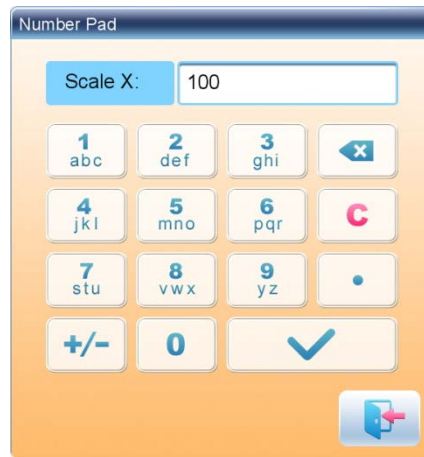 Number Pad
Scale X: 100
1 2 3
abc def ghi
4 5 6 C
jkl mno pqr
7 8 9 .
stu vwx yz
+/- 0